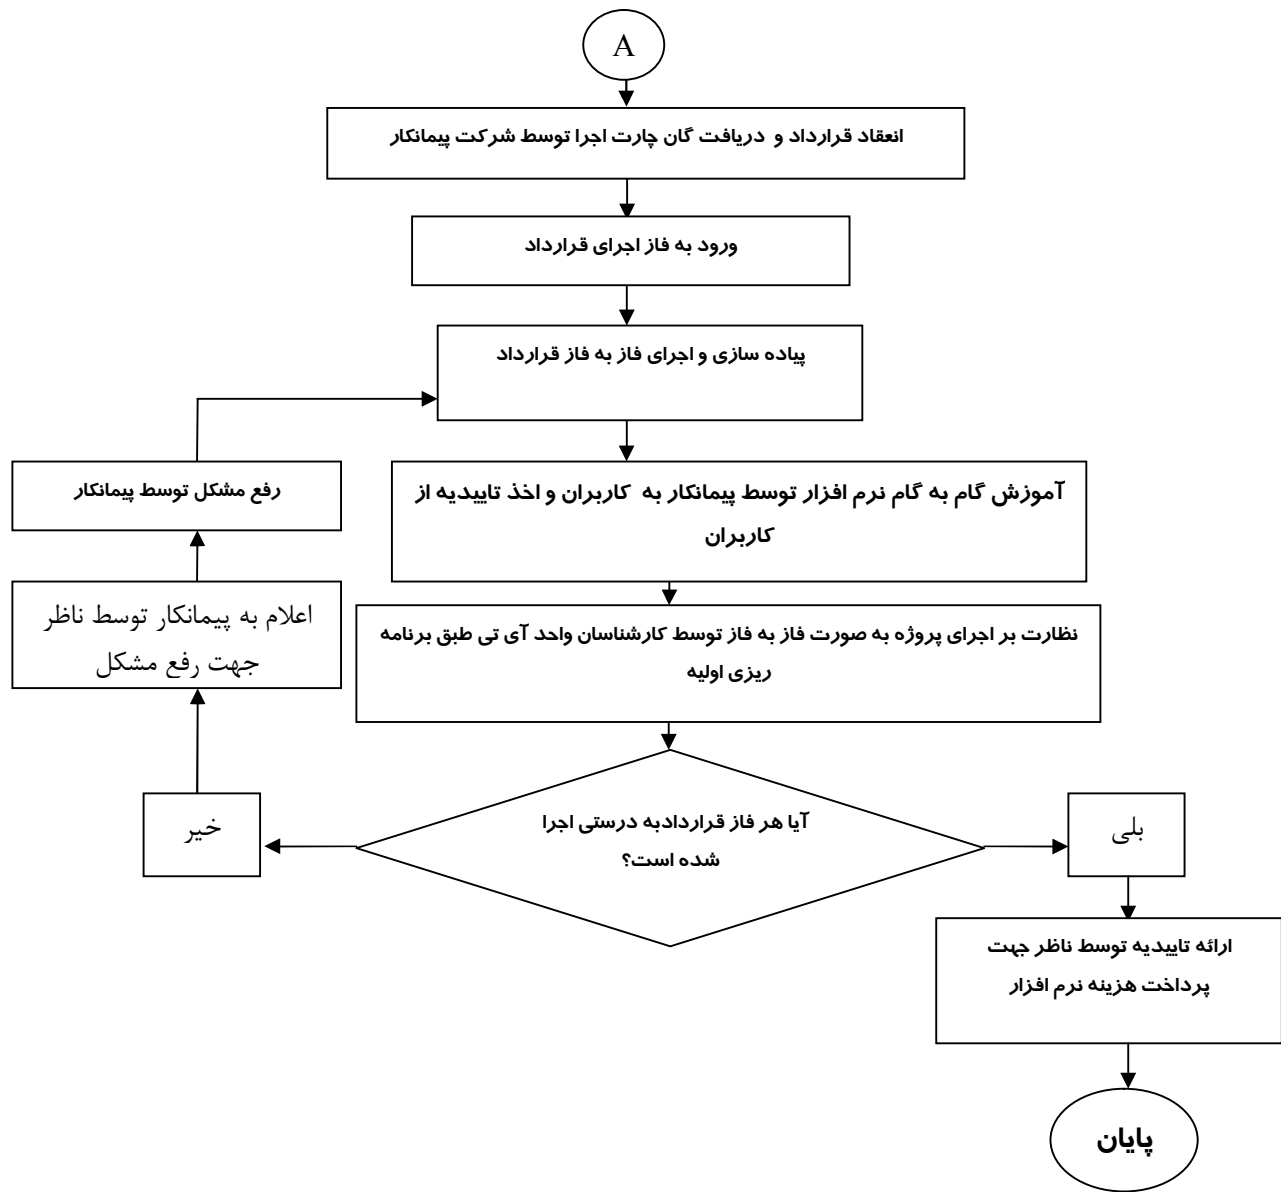 A
انعقاد قرارداد و دریافت گان چارت اجرا توسط شرکت پیمانکار
ورود به فاز اجرای قرارداد
پیاده سازی و اجرای فاز به فاز قرارداد
آموزش گام به گام نرم افزار توسط پیمانکار به کاربران و اخذ تاییدیه از
کاربران
رفع مشکل توسط پیمانکار
اعلام به پیمانکار توسط ناظر
جهت رفع مشکل
نظارت بر اجرای پروژه به صورت فاز به فاز توسط کارشناسان واحد آی تی طبق برنامه
ریزی اولیه
آیا هر فاز قراردادبه درستی اجرا
شده است؟
خیر
بلی
ارائه تاییدیه توسط ناظر جهت
پرداخت هزینه نرم افزار
پایان